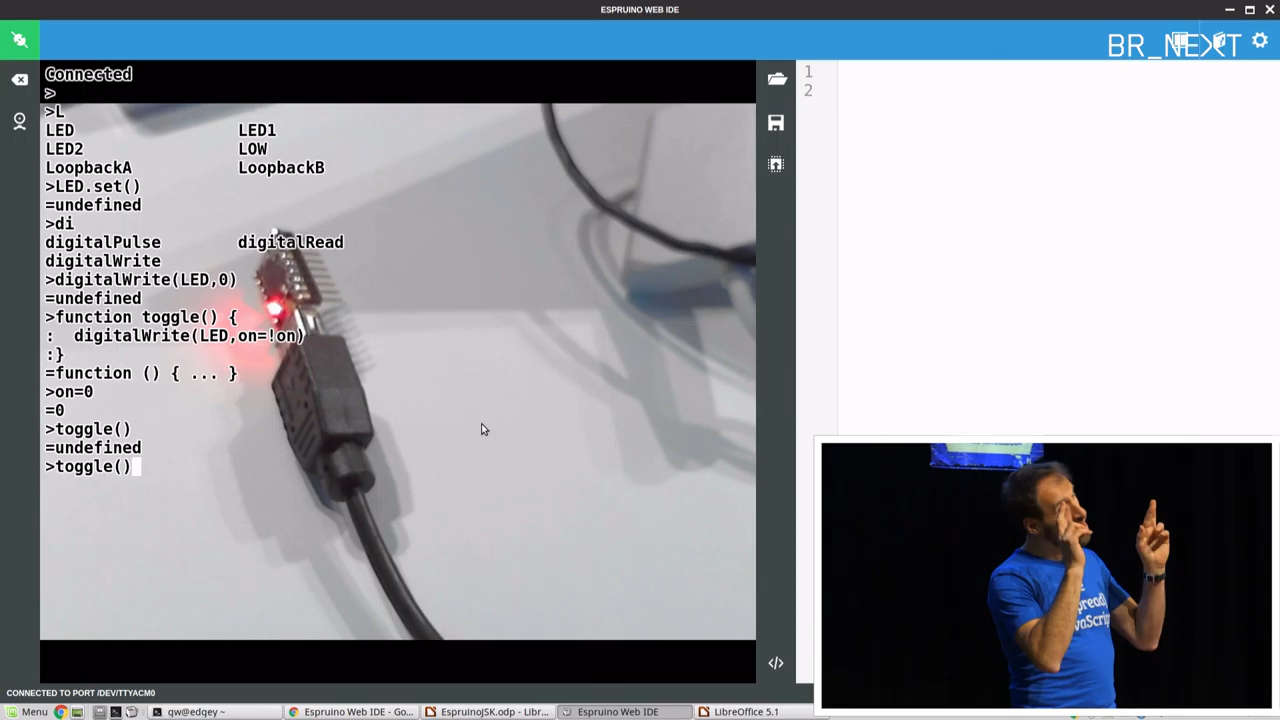 ESPRUINO WEB IDE
BR_NEXT
Connected
>
>L
LED LED1
LED2 LOW
LoopbackA LoopbackB
>LED.set()
=undefined
>di
digitalPulse digitalRead
digitalWrite
>digitalWrite(LED,0)
=undefined
>function toggle() {
: digitalWrite(LED,on=!on)
:}
=function () { ... }
>on=0
=0
>toggle()
=undefined
>toggle()
1
2
CONNECTED TO PORT /DEV/TTYACM0
Menu
qw@edgey ~
Espruino Web IDE - Go...
EspruinoJSK.odp - Libr...
Espruino Web IDE
LibreOffice 5.1